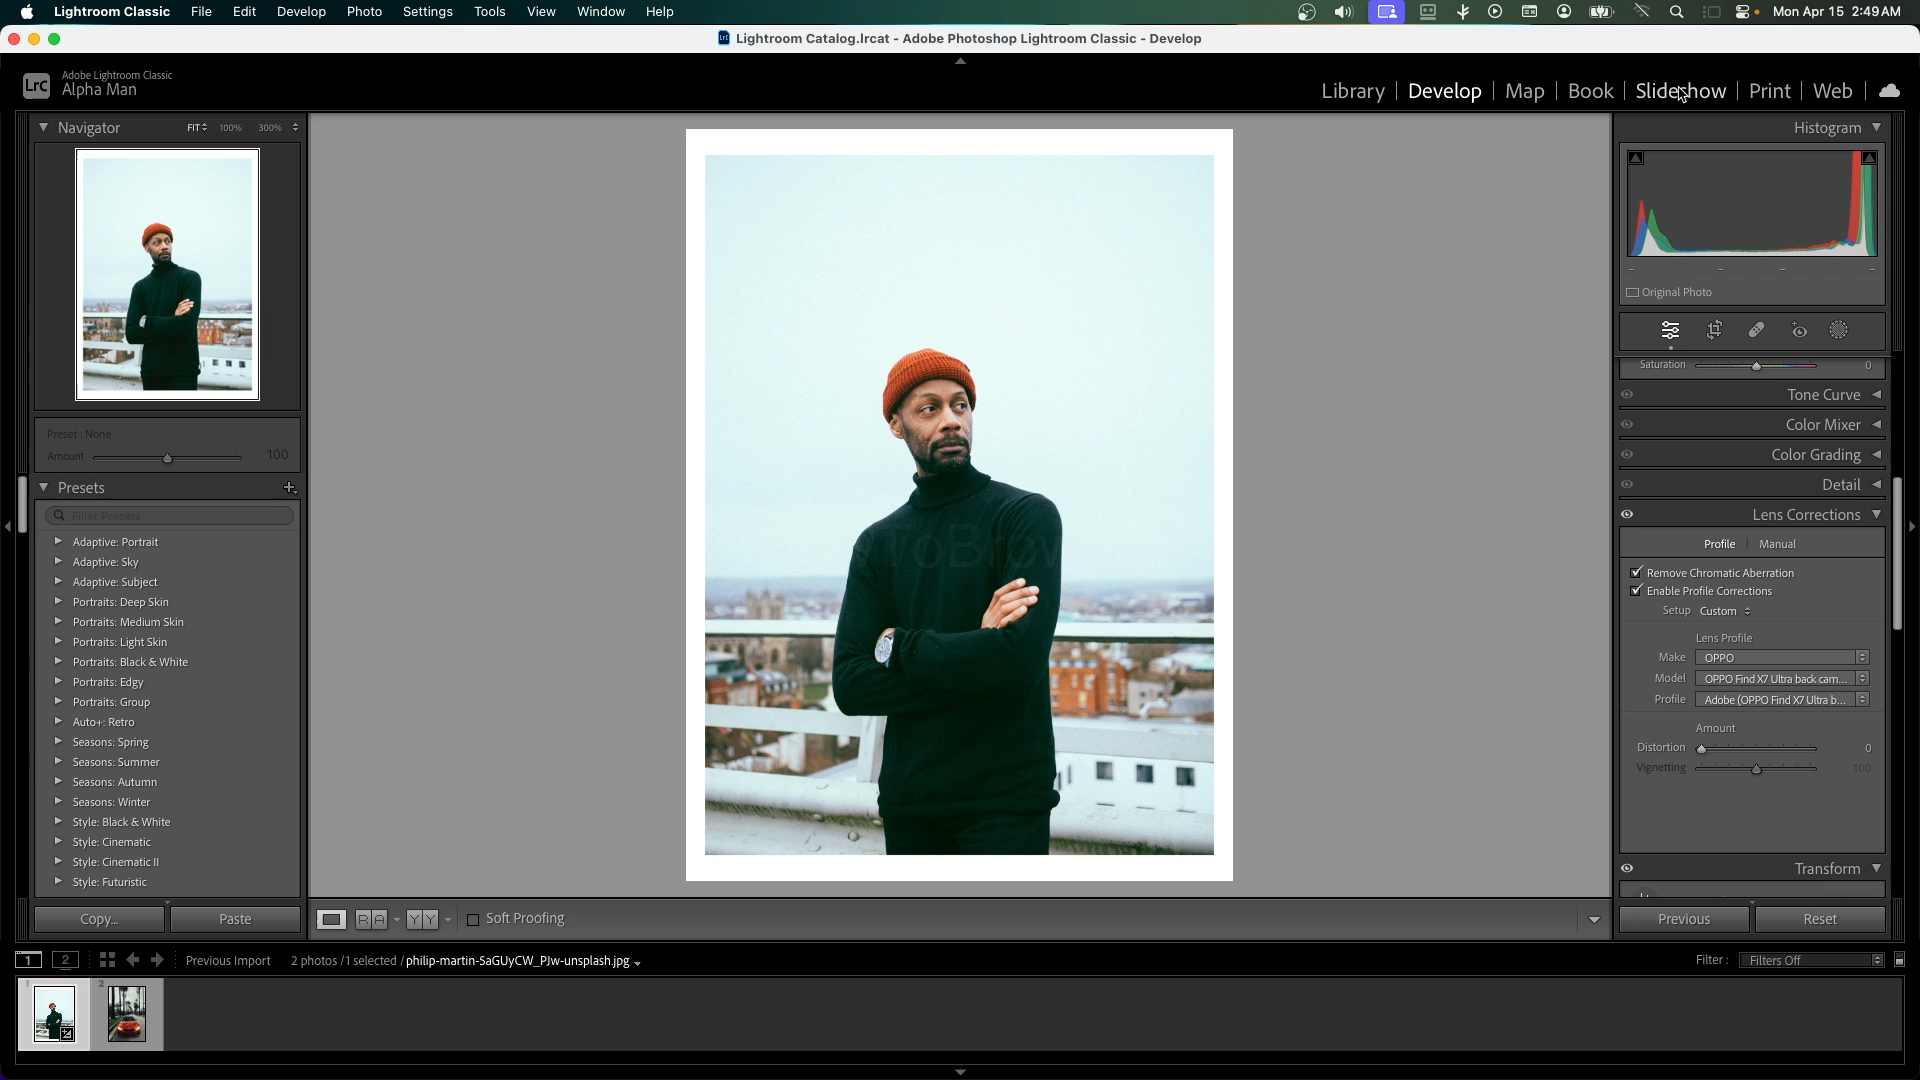 Lightroom Classic File Edit Develop Photo Settings Tools View Window Help Mon Apr 15 2:49 AM
Lightroom Catalog.lrcat - Adobe Photoshop Lightroom Classic - Develop
Lrc Adobe Lightroom Classic
Alpha Man
Library Develop Map Book Slideshow Print Web
Navigator FIT 100% 300%
Histogram
Original Photo
Saturation 0
Tone Curve
Color Mixer
Color Grading
Detail
Lens Corrections
Profile Manual
Remove Chromatic Aberration
Enable Profile Corrections
Setup Custom
Lens Profile
Make OPPO
Model OPPO Find X7 Ultra back cam...
Profile Adobe (OPPO Find X7 Ultra b...
Amount
Distortion 0
Vignetting 100
Transform
Previous Reset
Preset : None
Amount 100
Presets
Filter Presets
Adaptive: Portrait
Adaptive: Sky
Adaptive: Subject
Portraits: Deep Skin
Portraits: Medium Skin
Portraits: Light Skin
Portraits: Black & White
Portraits: Edgy
Portraits: Group
Auto+: Retro
Seasons: Spring
Seasons: Summer
Seasons: Autumn
Seasons: Winter
Style: Black & White
Style: Cinematic
Style: Cinematic II
Style: Futuristic
Copy... Paste
R A Y Y Soft Proofing
1 2 Previous Import 2 photos / 1 selected / philip-martin-5aGUyCW_PJw-unsplash.jpg Filter : Filters Off
1 2